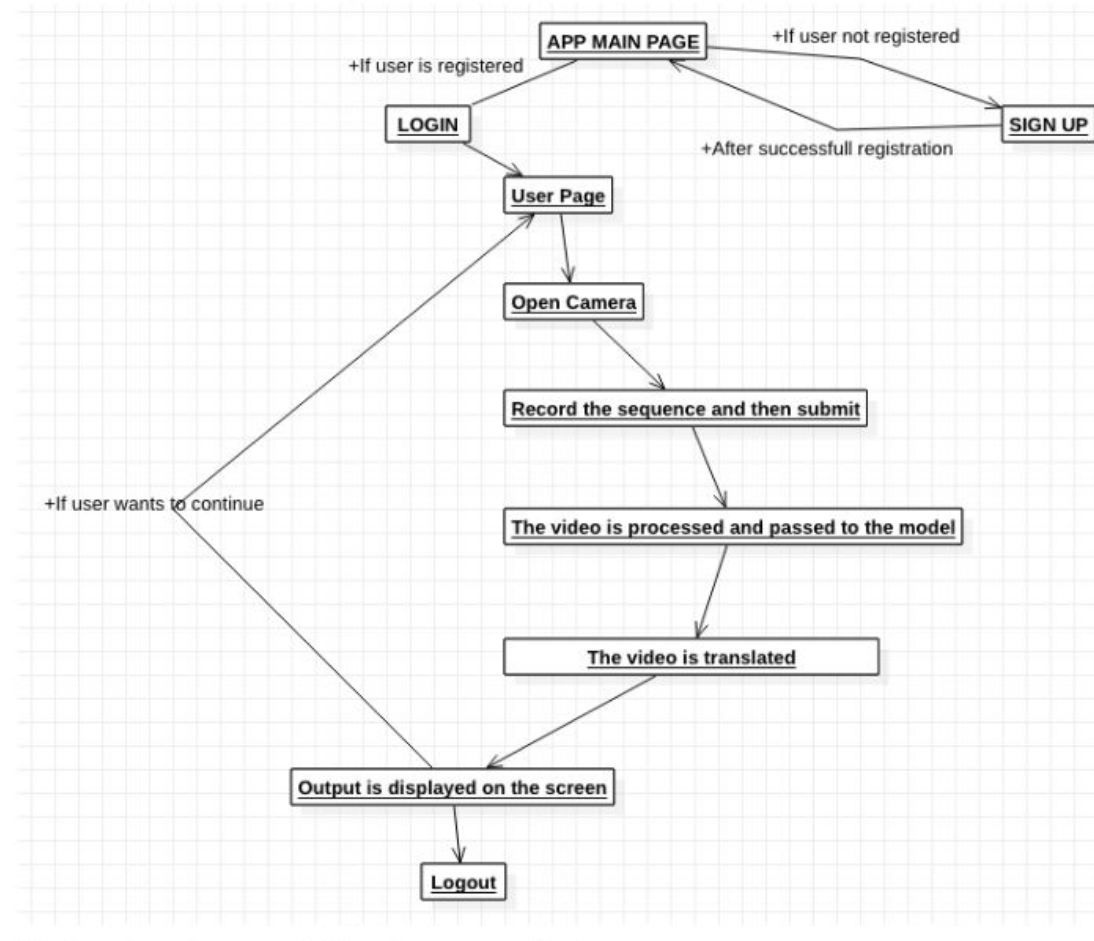 APP MAIN PAGE
+If user not registered
+If user is registered
LOGIN
SIGN UP
+After successfull registration
User Page
Open Camera
Record the sequence and then submit
+If user wants to continue
The video is processed and passed to the model
The video is translated
Output is displayed on the screen
Logout